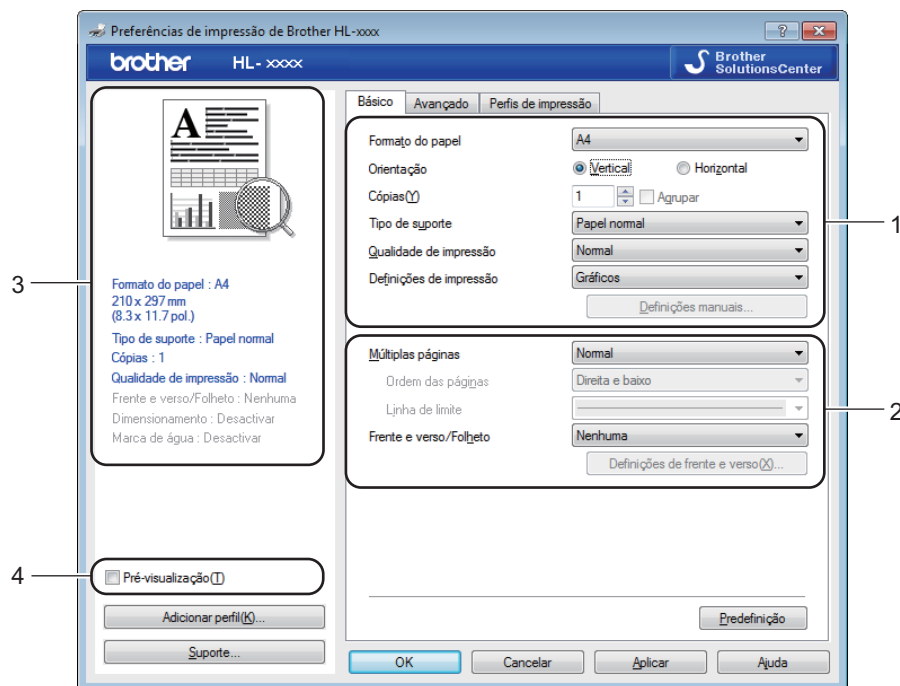 Preferências de impressão de Brother HL-xxxx
brother HL- xxxx
Brother
SolutionsCenter
A
Formato do papel : A4
210 x 297 mm
(8.3 x 11.7 pol.)
Tipo de suporte : Papel normal
Cópias : 1
Qualidade de impressão : Normal
Frente e verso/Folheto : Nenhuma
Dimensionamento : Desactivar
Marca de água : Desactivar
3
Pré-visualização(T)
4
Adicionar perfil(K)...
Suporte...
Básico Avançado Perfis de impressão
Formato do papel A4
Orientação Vertical Horizontal
Cópias(Y) 1 Agrupar
Tipo de suporte Papel normal
Qualidade de impressão Normal
Definições de impressão Gráficos
Definições manuais...
1
Múltiplas páginas Normal
Ordem das páginas Direita e baixo
Linha de limite
Frente e verso/Folheto Nenhuma
Definições de frente e verso(X)...
2
Predefinição
OK Cancelar Aplicar Ajuda